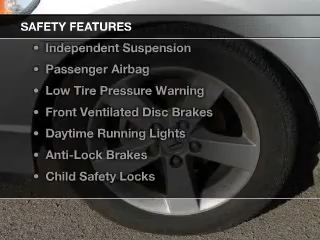 SAFETY FEATURES
• Independent Suspension
• Passenger Airbag
• Low Tire Pressure Warning
• Front Ventilated Disc Brakes
• Daytime Running Lights
• Anti-Lock Brakes
• Child Safety Locks